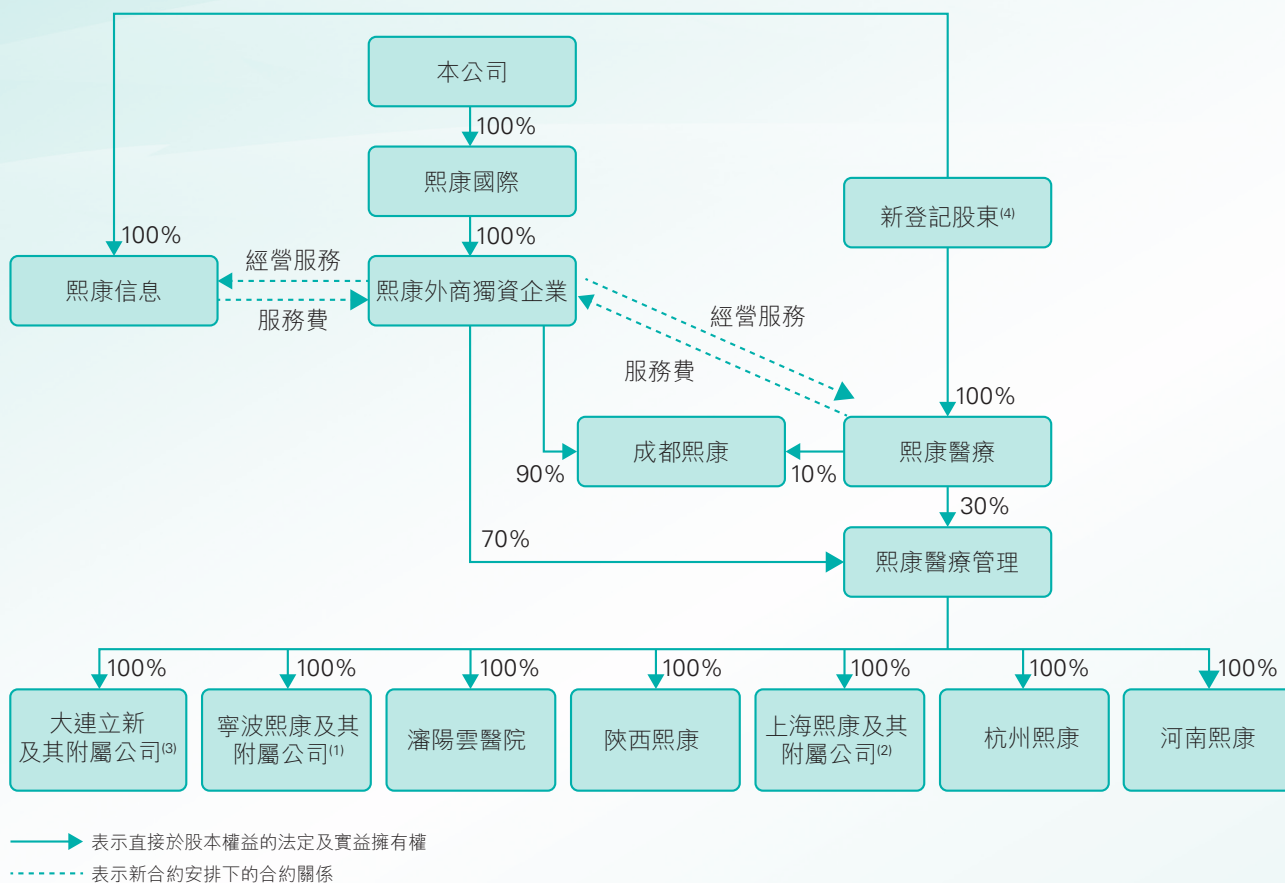 本公司
100%
熙康國際
新登記股東(4)
100%
100%
熙康信息
經營服務
熙康外商獨資企業
服務費
經營服務
服務費
100%
成都熙康
熙康醫療
90%
10%
30%
70%
熙康醫療管理
100%
100%
100%
100%
100%
100%
100%
大連立新
及其附屬公司(3)
寧波熙康及其
附屬公司(1)
瀋陽雲醫院
陝西熙康
上海熙康及其
附屬公司(2)
杭州熙康
河南熙康
表示直接於股本權益的法定及實益擁有權
表示新合約安排下的合約關係